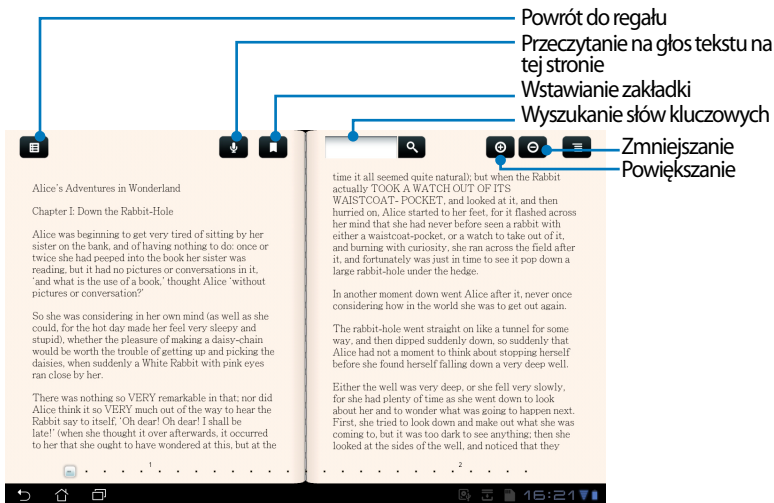 Powrót do regału
Przeczytanie na głos tekstu na
tej stronie
Wstawianie zakładki
Wyszukanie słów kluczowych
Zmniejszanie
Powiększanie
Alice's Adventures in Wonderland
Chapter I: Down the Rabbit-Hole
Alice was beginning to get very tired of sitting by her
sister on the bank, and of having nothing to do: once or
twice she had peeped into the book her sister was
reading, but it had no pictures or conversations in it,
'and what is the use of a book,' thought Alice 'without
pictures or conversation?'
So she was considering in her own mind (as well as she
could, for the hot day made her feel very sleepy and
stupid), whether the pleasure of making a daisy-chain
would be worth the trouble of getting up and picking the
daisies, when suddenly a White Rabbit with pink eyes
ran close by her.
There was nothing so VERY remarkable in that; nor did
Alice think it so VERY much out of the way to hear the
Rabbit say to itself, 'Oh dear! Oh dear! I shall be
late!' (when she thought it over afterwards, it occurred
to her that she ought to have wondered at this, but at the
1
time it all seemed quite natural); but when the Rabbit
actually TOOK A WATCH OUT OF ITS
WAISTCOAT- POCKET, and looked at it, and then
hurried on, Alice started to her feet, for it flashed across
her mind that she had never before seen a rabbit with
either a waistcoat-pocket, or a watch to take out of it,
and burning with curiosity, she ran across the field after
it, and fortunately was just in time to see it pop down a
large rabbit-hole under the hedge.
In another moment down went Alice after it, never once
considering how in the world she was to get out again.
The rabbit-hole went straight on like a tunnel for some
way, and then dipped suddenly down, so suddenly that
Alice had not a moment to think about stopping herself
before she found herself falling down a very deep well.
Either the well was very deep, or she fell very slowly,
for she had plenty of time as she went down to look
about her and to wonder what was going to happen next.
First, she tried to look down and make out what she was
coming to, but it was too dark to see anything; then she
looked at the sides of the well, and noticed that they
2
16:21